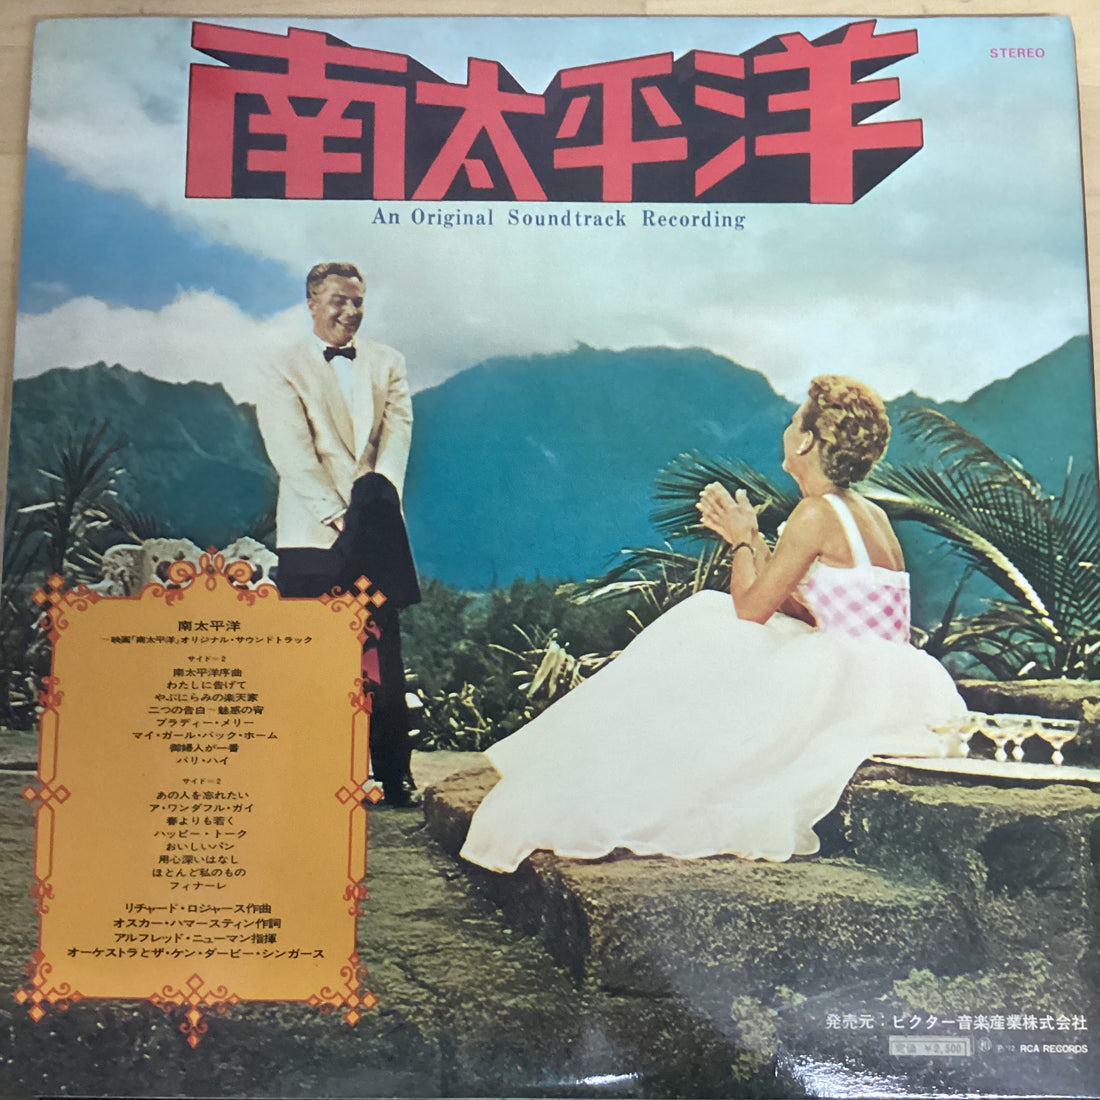 南太平洋
STEREO
An Original Soundtrack Recording
南太平洋
~映画「南太平洋」オリジナル・サウンドトラック
サイド=2
南太平洋序曲
わたしに告げて
やぶにらみの楽天家
二つの告白~魅惑の宵
ブラディー・メリー
マイ・ガール・バック・ホーム
御婦人が一番
バリ・ハイ
サイド=2
あの人を忘れたい
ア・ワンダフル・ガイ
春よりも若く
ハッピー・トーク
おいしいパン
用心深いはなし
ほとんど私のもの
フィナーレ
リチャード・ロジャース作曲
オスカー・ハマースティン作詞
アルフレッド・ニューマン指揮
オーケストラとザ・ケン・ダービー・シンガース
発売元:ビクター音楽産業株式会社
定価 ¥2,500
RCA RECORDS